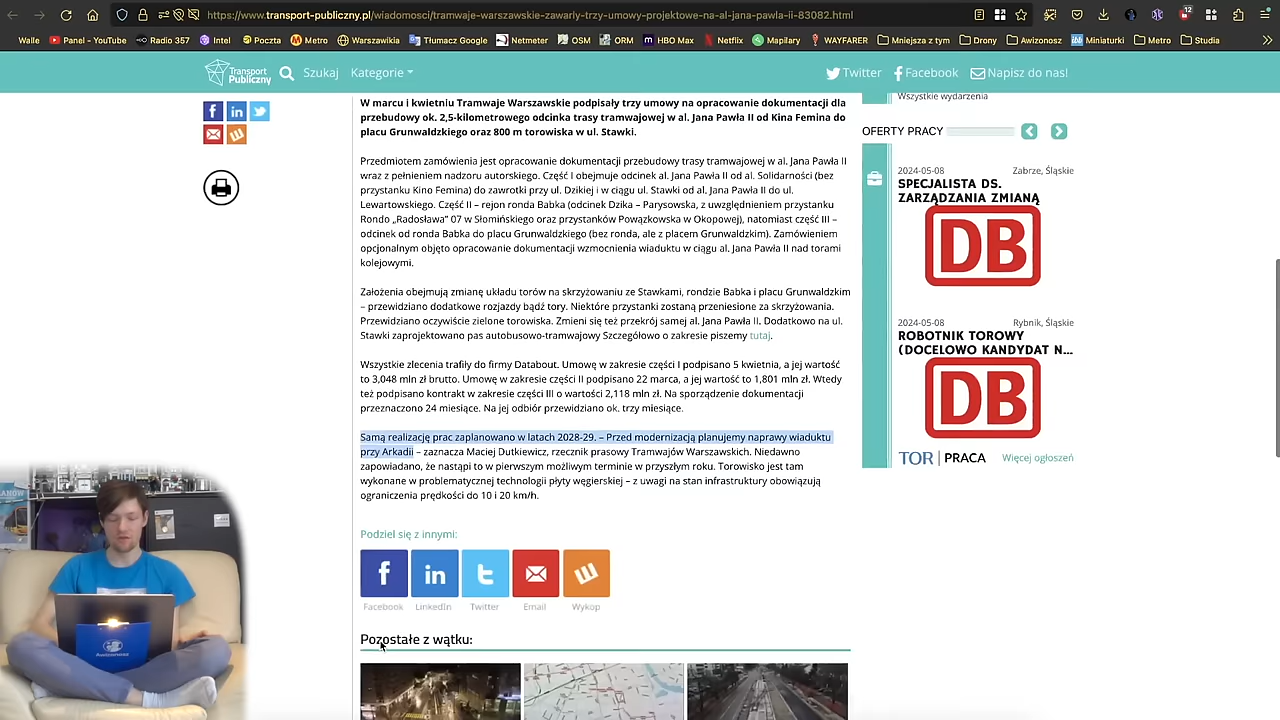 https://www.transport-publiczny.pl/wiadomosci/tramwaje-warszawskie-zawarly-trzy-umowy-projektowe-na-al-jana-pawla-ii-83082.html
12
Walle
Panel - YouTube
Radio 357
Intel
Poczta
Metro
Warszawikia
Tłumacz Google
Netmeter
OSM
ORM
HBO Max
Netflix
Mapilary
WAYFARER
Mniejsza z tym
Drony
Awizonosz
Miniaturki
Metro
Studia
Transport
Publiczny
Szukaj
Kategorie
Twitter
Facebook
Napisz do nas!
W marcu i kwietniu Tramwaje Warszawskie podpisały trzy umowy na opracowanie dokumentacji dla
przebudowy ok. 2,5-kilometrowego odcinka trasy tramwajowej w al. Jana Pawła II od Kina Femina do
placu Grunwaldzkiego oraz 800 m torowiska w ul. Stawki.
Przedmiotem zamówienia jest opracowanie dokumentacji przebudowy trasy tramwajowej w al. Jana Pawła II
wraz z pełnieniem nadzoru autorskiego. Część I obejmuje odcinek al. Jana Pawła II od al. Solidarności (bez
przystanku Kino Femina) do zawrotki przy ul. Dzikiej i w ciągu ul. Stawki od al. Jana Pawła II do ul.
Lewartowskiego. Część II – rejon ronda Babka (odcinek Dzika – Parysowska, z uwzględnieniem przystanku
Rondo „Radosława” 07 w Słomińskiego oraz przystanków Powązkowska w Okopowej), natomiast część III –
odcinek od ronda Babka do placu Grunwaldzkiego (bez ronda, ale z placem Grunwaldzkim). Zamówieniem
opcjonalnym objęto opracowanie dokumentacji wzmocnienia wiaduktu w ciągu al. Jana Pawła II nad torami
kolejowymi.
Założenia obejmują zmianę układu torów na skrzyżowaniu ze Stawkami, rondzie Babka i placu Grunwaldzkim
– przewidziano dodatkowe rozjazdy bądź tory. Niektóre przystanki zostaną przeniesione za skrzyżowania.
Przewidziano oczywiście zielone torowiska. Zmieni się też przekrój samej al. Jana Pawła II. Dodatkowo na ul.
Stawki zaprojektowano pas autobusowo-tramwajowy Szczegółowo o zakresie piszemy tutaj.
Wszystkie zlecenia trafiły do firmy Databout. Umowę w zakresie części I podpisano 5 kwietnia, a jej wartość
to 3,048 mln zł brutto. Umowę w zakresie części II podpisano 22 marca, a jej wartość to 1,801 mln zł. Wtedy
też podpisano kontrakt w zakresie części III o wartości 2,118 mln zł. Na sporządzenie dokumentacji
przeznaczono 24 miesiące. Na jej odbiór przewidziano ok. trzy miesiące.
Samą realizację prac zaplanowano w latach 2028-29. – Przed modernizacją planujemy naprawy wiaduktu
przy Arkadii – zaznacza Maciej Dutkiewicz, rzecznik prasowy Tramwajów Warszawskich. Niedawno
zapowiadano, że nastąpi to w pierwszym możliwym terminie w przyszłym roku. Torowisko jest tam
wykonane w problematycznej technologii płyty węgierskiej – z uwagi na stan infrastruktury obowiązują
ograniczenia prędkości do 10 i 20 km/h.
Podziel się z innymi:
Facebook
LinkedIn
Twitter
Email
Wykop
Pozostałe z wątku:
Wszystkie wydarzenia
OFERTY PRACY
2024-05-08
Zabrze, Śląskie
SPECJALISTA DS.
ZARZĄDZANIA ZMIANĄ
DB
2024-05-08
Rybnik, Śląskie
ROBOTNIK TOROWY
(DOCELOWO KANDYDAT N...
DB
TOR | PRACA
Więcej ogłoszeń
Awizonosz